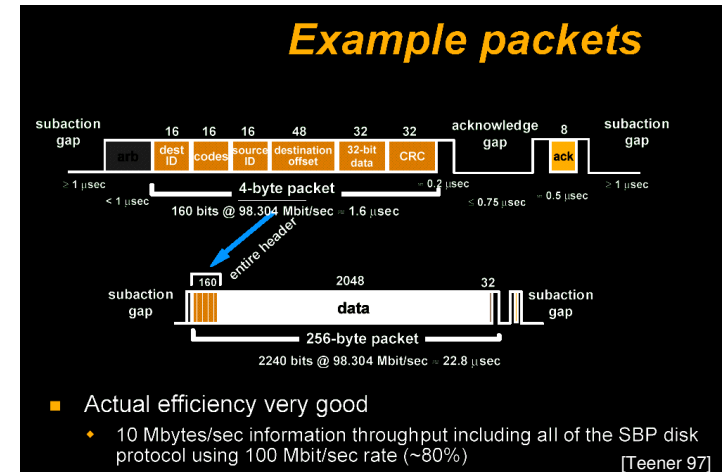 Example packets
subaction gap
16 16 16 48 32 32
acknowledge gap
8
subaction gap
arb
dest ID
codes
source ID
destination offset
32-bit data
CRC
ack
≥ 1 μsec
< 1 μsec
4-byte packet
≈ 0.2 μsec
≤ 0.75 μsec
≈ 0.5 μsec
≥ 1 μsec
160 bits @ 98.304 Mbit/sec ≈ 1.6 μsec
entire header
subaction gap
160
2048
32
data
subaction gap
256-byte packet
2240 bits @ 98.304 Mbit/sec ≈ 22.8 μsec
Actual efficiency very good
10 Mbytes/sec information throughput including all of the SBP disk
protocol using 100 Mbit/sec rate (~80%)
[Teener 97]